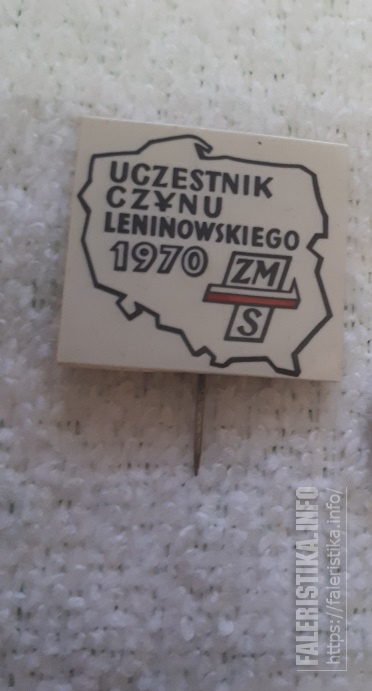 UCZESTNIK
CZYNU
LENINOWSKIEGO
1970
ZM
S
FALERISTIKA.INFO
https://faleristika.info/